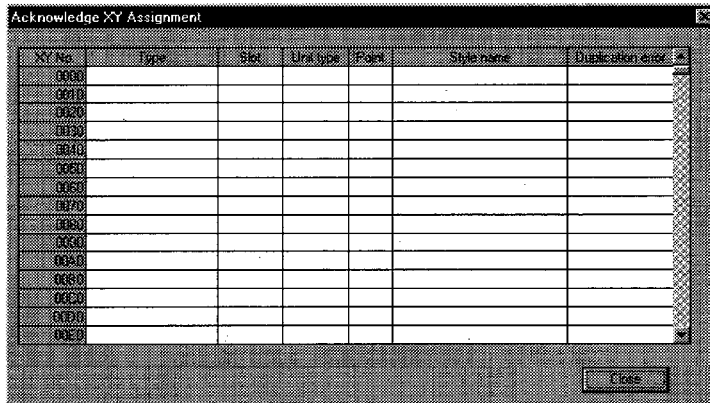 Acknowledge XY Assignment
XY No. Type Slot Unit type Point Style name Duplication error
0000
0010
0020
0030
0040
0050
0060
0070
0080
0090
00A0
00B0
00C0
00D0
00E0
Close